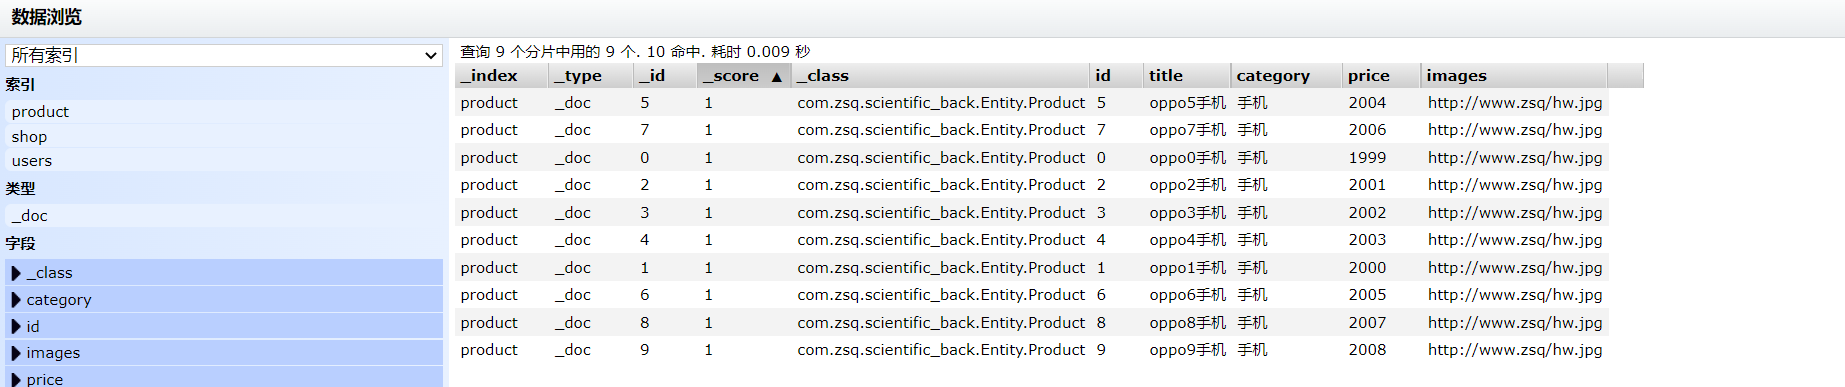 数据浏览
所有索引
索引
product
shop
users
类型
_doc
字段
_class
category
id
images
price
查询 9 个分片中用的 9 个. 10 命中. 耗时 0.009 秒
_index _type _id _score ▲ _class id title category price images
product _doc 5 1 com.zsq.scientific_back.Entity.Product 5 oppo5手机 手机 2004 http://www.zsq/hw.jpg
product _doc 7 1 com.zsq.scientific_back.Entity.Product 7 oppo7手机 手机 2006 http://www.zsq/hw.jpg
product _doc 0 1 com.zsq.scientific_back.Entity.Product 0 oppo0手机 手机 1999 http://www.zsq/hw.jpg
product _doc 2 1 com.zsq.scientific_back.Entity.Product 2 oppo2手机 手机 2001 http://www.zsq/hw.jpg
product _doc 3 1 com.zsq.scientific_back.Entity.Product 3 oppo3手机 手机 2002 http://www.zsq/hw.jpg
product _doc 4 1 com.zsq.scientific_back.Entity.Product 4 oppo4手机 手机 2003 http://www.zsq/hw.jpg
product _doc 1 1 com.zsq.scientific_back.Entity.Product 1 oppo1手机 手机 2000 http://www.zsq/hw.jpg
product _doc 6 1 com.zsq.scientific_back.Entity.Product 6 oppo6手机 手机 2005 http://www.zsq/hw.jpg
product _doc 8 1 com.zsq.scientific_back.Entity.Product 8 oppo8手机 手机 2007 http://www.zsq/hw.jpg
product _doc 9 1 com.zsq.scientific_back.Entity.Product 9 oppo9手机 手机 2008 http://www.zsq/hw.jpg